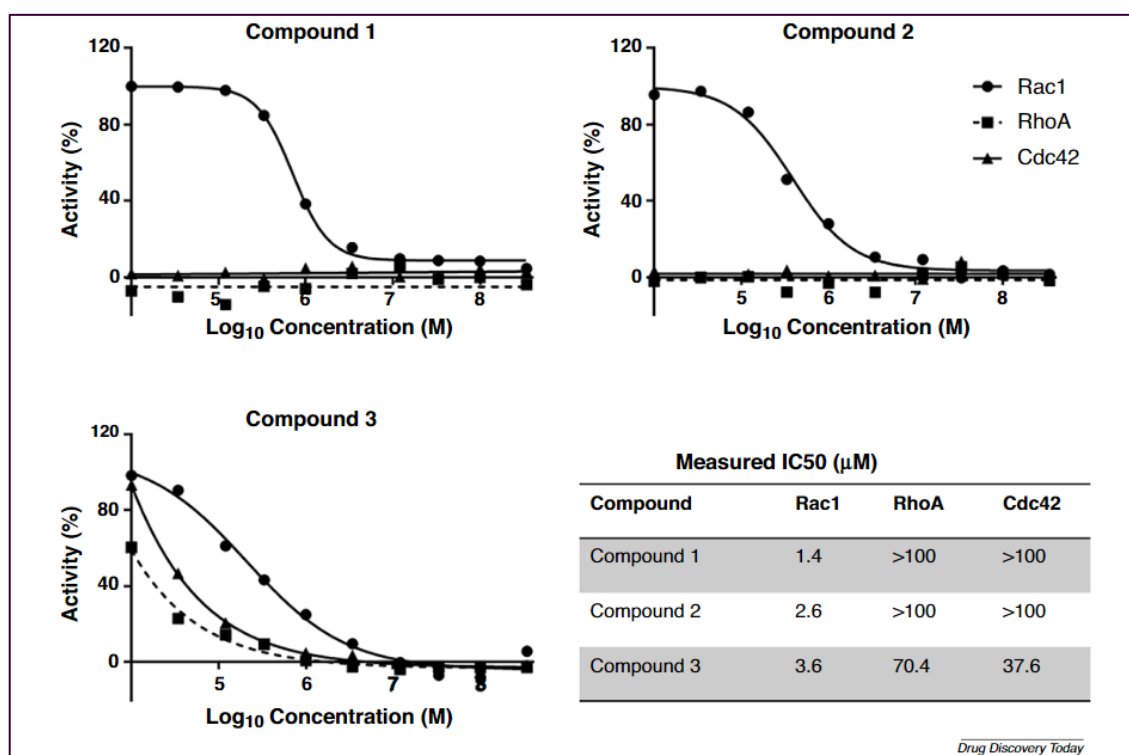 Compound 1
120
80
40
0
5 6 7 8
Activity (%)
Log10 Concentration (M)
Compound 2
120
80
40
0
5 6 7 8
Activity (%)
Log10 Concentration (M)
Rac1
RhoA
Cdc42
Compound 3
120
80
40
0
5 6 7 8
Activity (%)
Log10 Concentration (M)
Measured IC50 (μM)
Compound Rac1 RhoA Cdc42
Compound 1 1.4 >100 >100
Compound 2 2.6 >100 >100
Compound 3 3.6 70.4 37.6
Drug Discovery Today